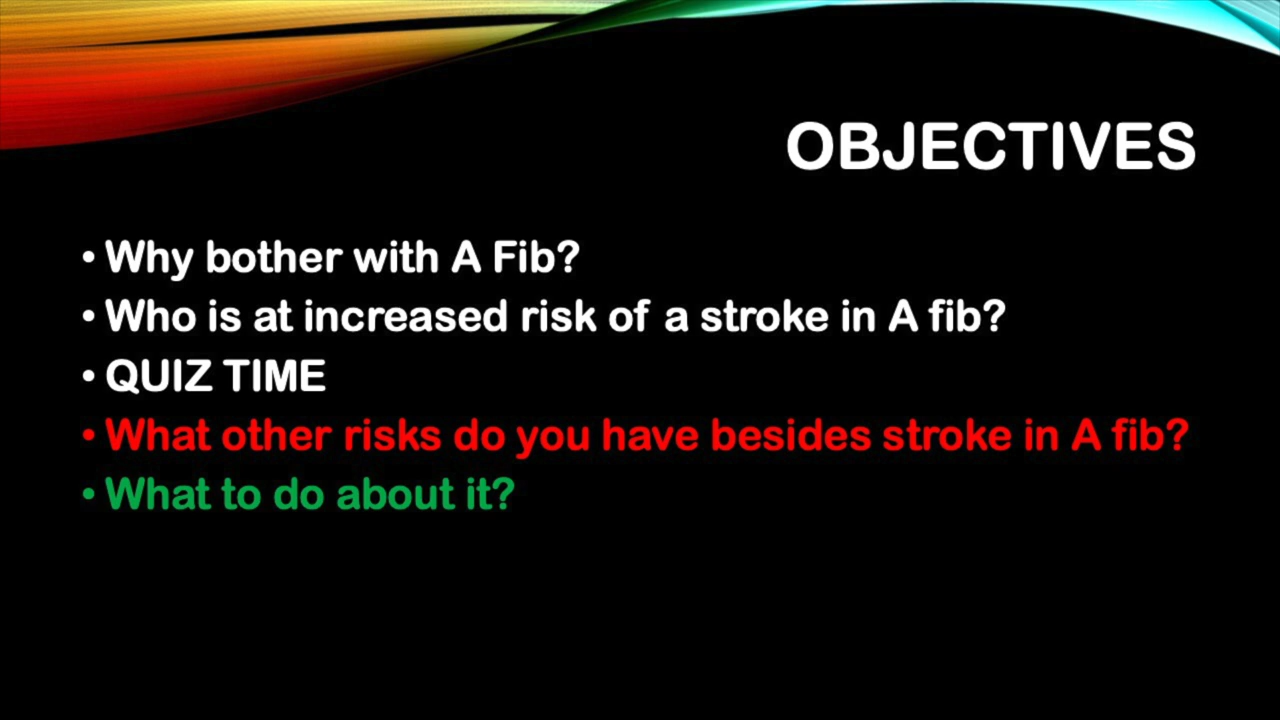 OBJECTIVES
• Why bother with A Fib?
• Who is at increased risk of a stroke in A fib?
• QUIZ TIME
• What other risks do you have besides stroke in A fib?
• What to do about it?